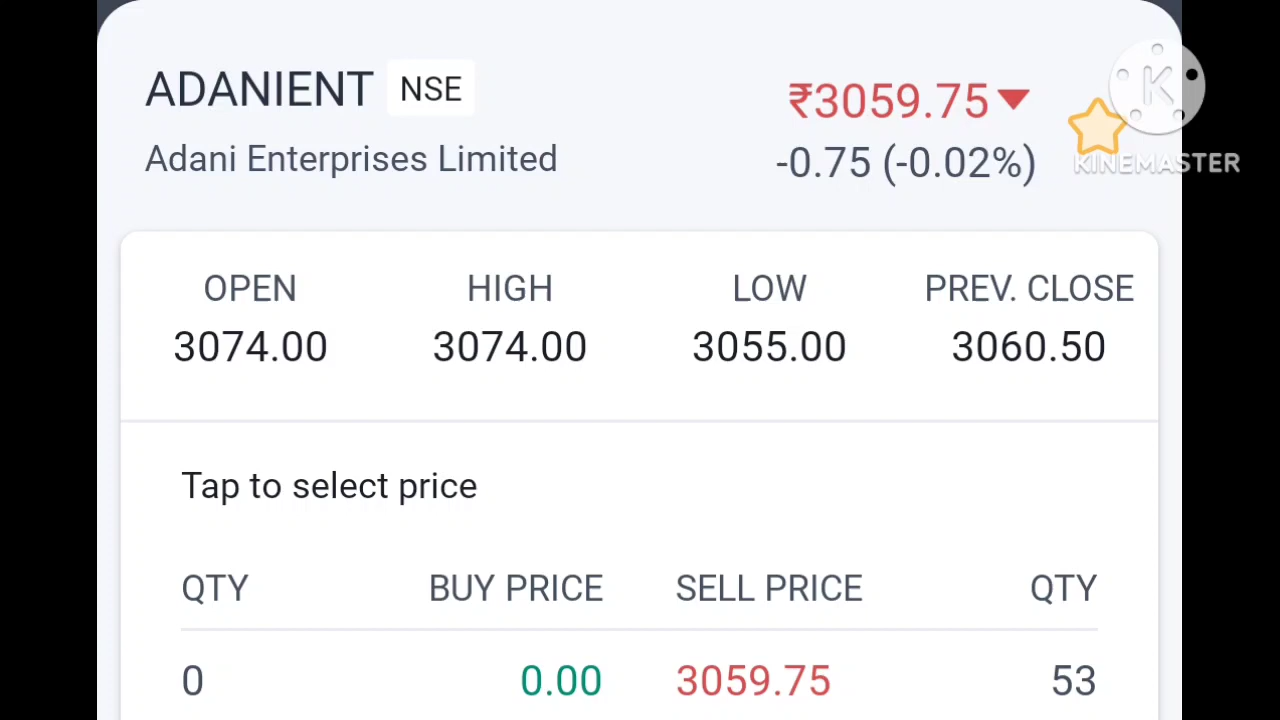 ADANIENT NSE
₹3059.75
Adani Enterprises Limited
-0.75 (-0.02%)
K
KINEMASTER
OPEN HIGH LOW PREV. CLOSE
3074.00 3074.00 3055.00 3060.50
Tap to select price
QTY BUY PRICE SELL PRICE QTY
0 0.00 3059.75 53